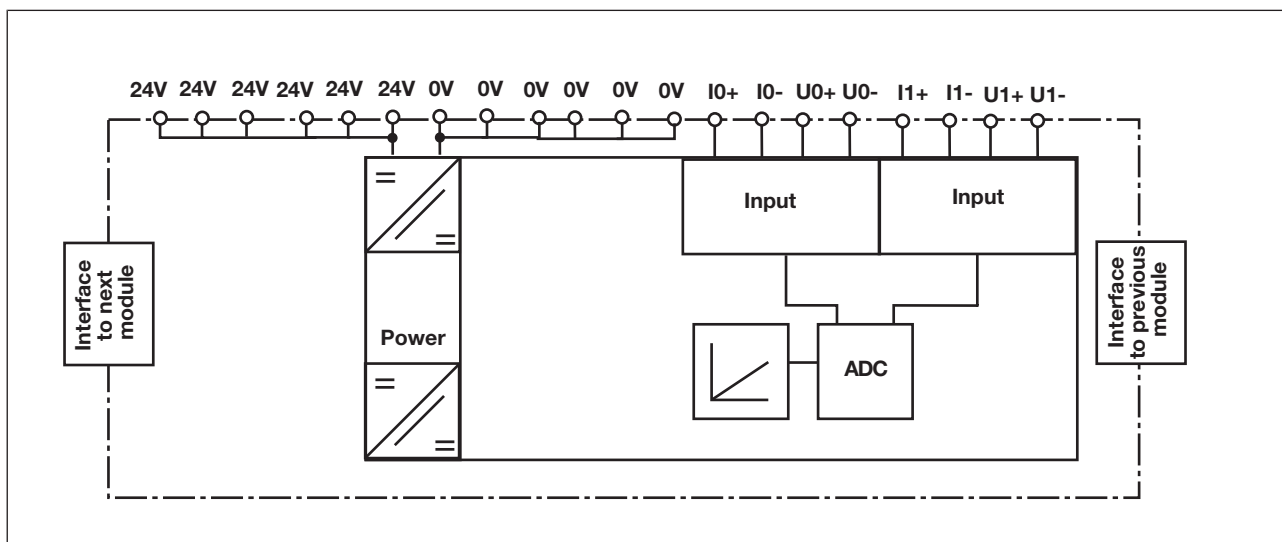 24V 24V 24V 24V 24V 24V 0V 0V 0V 0V 0V 0V I0+ I0- U0+ U0- I1+ I1- U1+ U1-
Input
Input
Interface
to next
module
Power
ADC
Interface
to previous
module